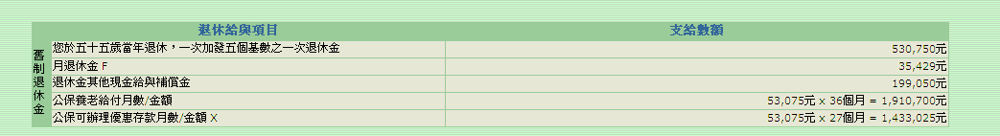 退休給與項目 支給數額
舊制退休金
您於五十五歲當年退休，一次加發五個基數之一次退休金 530,750元
月退休金 F 35,429元
退休金其他現金給與補償金 199,050元
公保養老給付月數/金額 53,075元 x 36個月 = 1,910,700元
公保可辦理優惠存款月數/金額 X 53,075元 x 27個月 = 1,433,025元